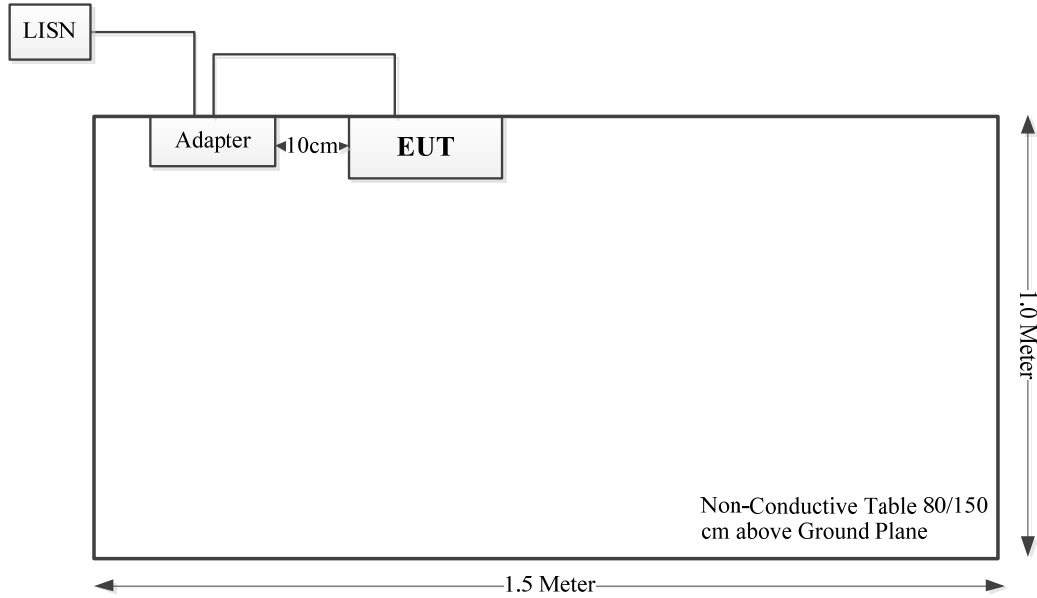 LISN
Adapter
10cm
EUT
1.0 Meter
Non-Conductive Table 80/150
cm above Ground Plane
1.5 Meter